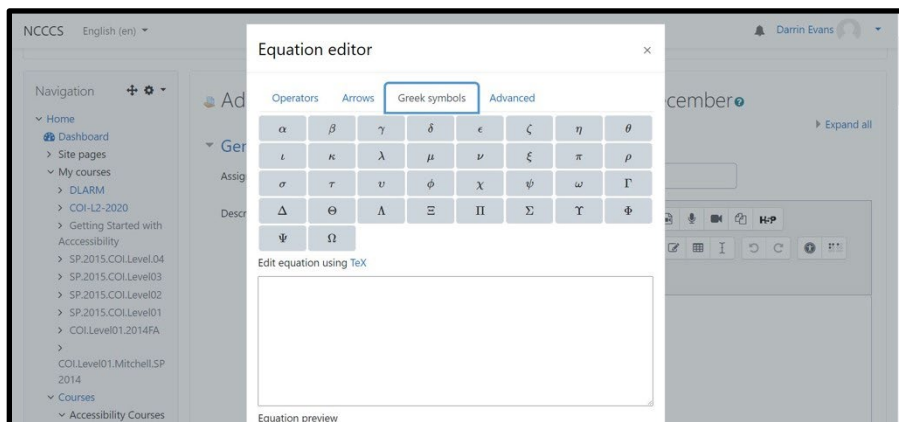 NCCCS English (en)
Darrin Evans
Equation editor
×
Navigation
Home
Dashboard
Site pages
My courses
DLARM
COI-L2-2020
Getting Started with
Acccessibility
SP.2015.COI.Level.04
SP.2015.COI.Level03
SP.2015.COI.Level02
SP.2015.COI.Level01
COI.Level01.2014FA
COI.Level01.Mitchell.SP
2014
Courses
Accessibility Courses
Ad
cember
Expand all
Ger
Assig
Descr
H-P
Operators Arrows Greek symbols Advanced
α β γ δ ϵ ζ η θ
ι κ λ μ ν ξ π ρ
σ τ υ ϕ χ ψ ω Γ
Δ Θ Λ Ξ Π Σ Υ Φ
Ψ Ω
Edit equation using TeX
Equation preview